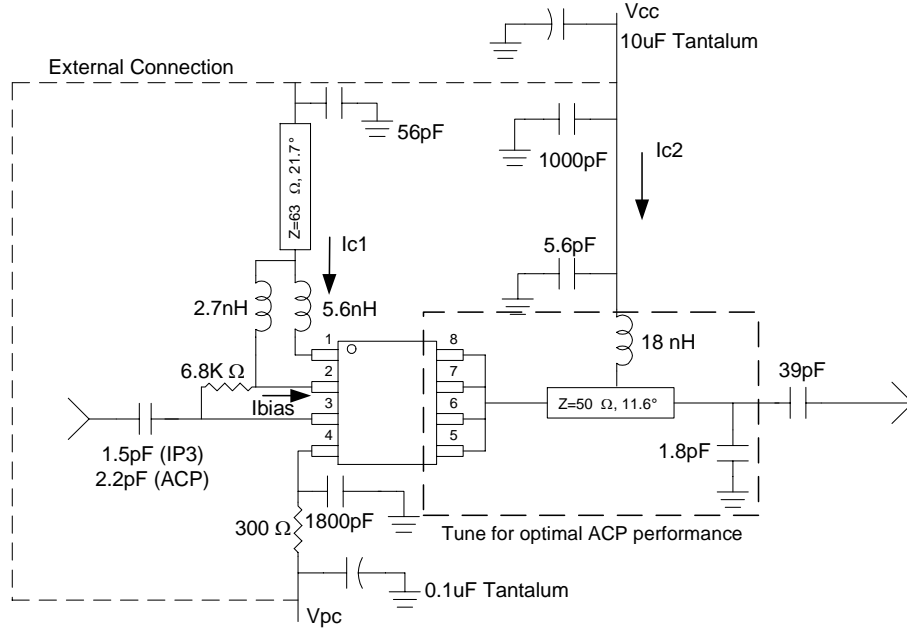 Vcc
10uF Tantalum
External Connection
56pF
1000pF
Ic2
Z=63 Ω, 21.7°
Ic1
5.6pF
2.7nH
5.6nH
18 nH
1
8
6.8K Ω
2
7
39pF
Ibias
3
6
Z=50 Ω, 11.6°
4
5
1.5pF (IP3)
2.2pF (ACP)
1.8pF
1800pF
300 Ω
Tune for optimal ACP performance
0.1uF Tantalum
Vpc